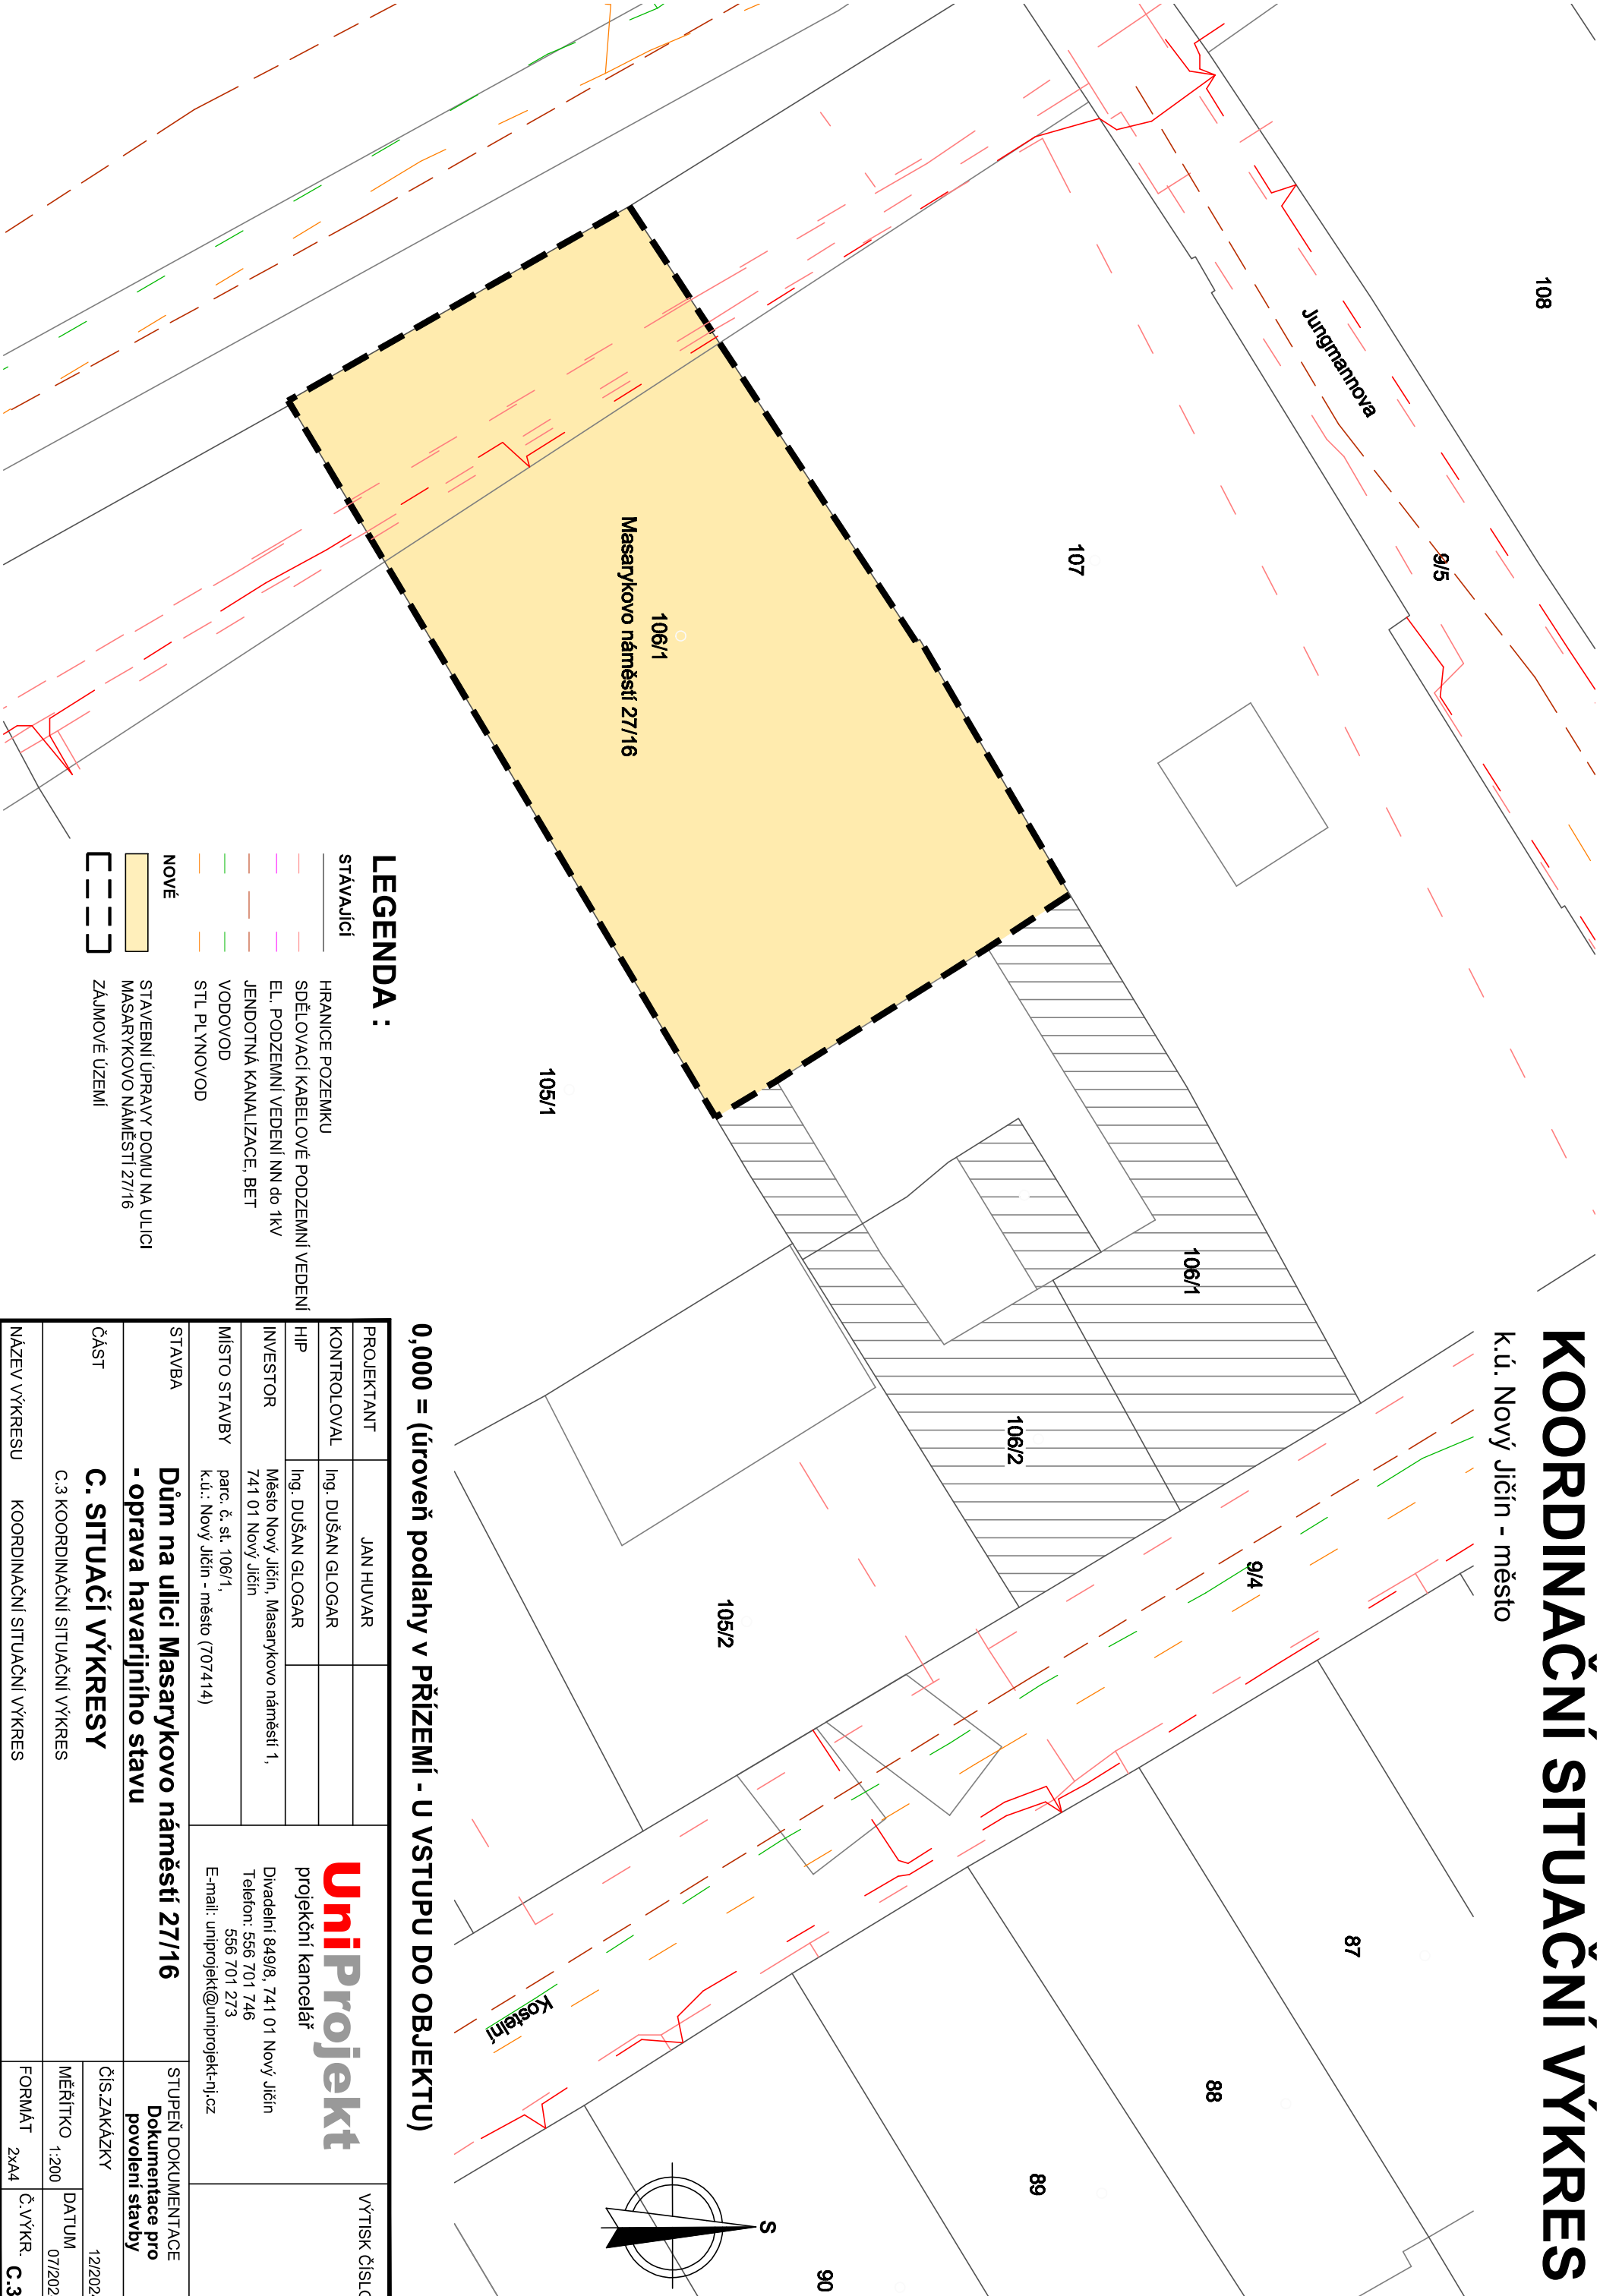 KOORDINAČNÍ SITUAČNÍ VÝKRES
k.ú. Nový Jičín - město
108
Jungmannova
9/5
107
106/1
Masarykovo náměstí 27/16
105/1
106/1
106/2
9/4
105/2
87
88
89
90
Kostelní
S
LEGENDA :
STÁVAJÍCÍ
HRANICE POZEMKU
SDĚLOVACÍ KABELOVÉ PODZEMNÍ VEDENÍ
EL. PODZEMNÍ VEDENÍ NN do 1kV
JENDOTNÁ KANALIZACE, BET
VODOVOD
STL PLYNOVOD
NOVÉ
STAVEBNÍ ÚPRAVY DOMU NA ULICI
MASARYKOVO NÁMĚSTÍ 27/16
ZÁJMOVÉ ÚZEMÍ
0,000 = (úroveň podlahy v PŘÍZEMÍ - U VSTUPU DO OBJEKTU)
PROJEKTANT JAN HUVAR
KONTROLOVAL Ing. DUŠAN GLOGAR
HIP Ing. DUŠAN GLOGAR
INVESTOR Město Nový Jičín, Masarykovo náměstí 1,
741 01 Nový Jičín
MÍSTO STAVBY parc. č. st. 106/1,
k.ú.: Nový Jičín - město (707414)
UniProjekt
projekční kancelář
Divadelní 849/8, 741 01 Nový Jičín
Telefon: 556 701 746
556 701 273
E-mail: uniprojekt@uniprojekt-nj.cz
VÝTISK ČÍSLO
STAVBA Dům na ulici Masarykovo náměstí 27/16
- oprava havarijního stavu
STUPEŇ DOKUMENTACE
Dokumentace pro
povolení stavby
ČÁST C. SITUAČÍ VÝKRESY
C.3 KOORDINAČNÍ SITUAČNÍ VÝKRES
ČÍS.ZAKÁZKY 12/202
MĚŘÍTKO 1:200
DATUM 07/202
NÁZEV VÝKRESU KOORDINAČNÍ SITUAČNÍ VÝKRES
FORMÁT 2xA4
Č.VÝKR. C.3